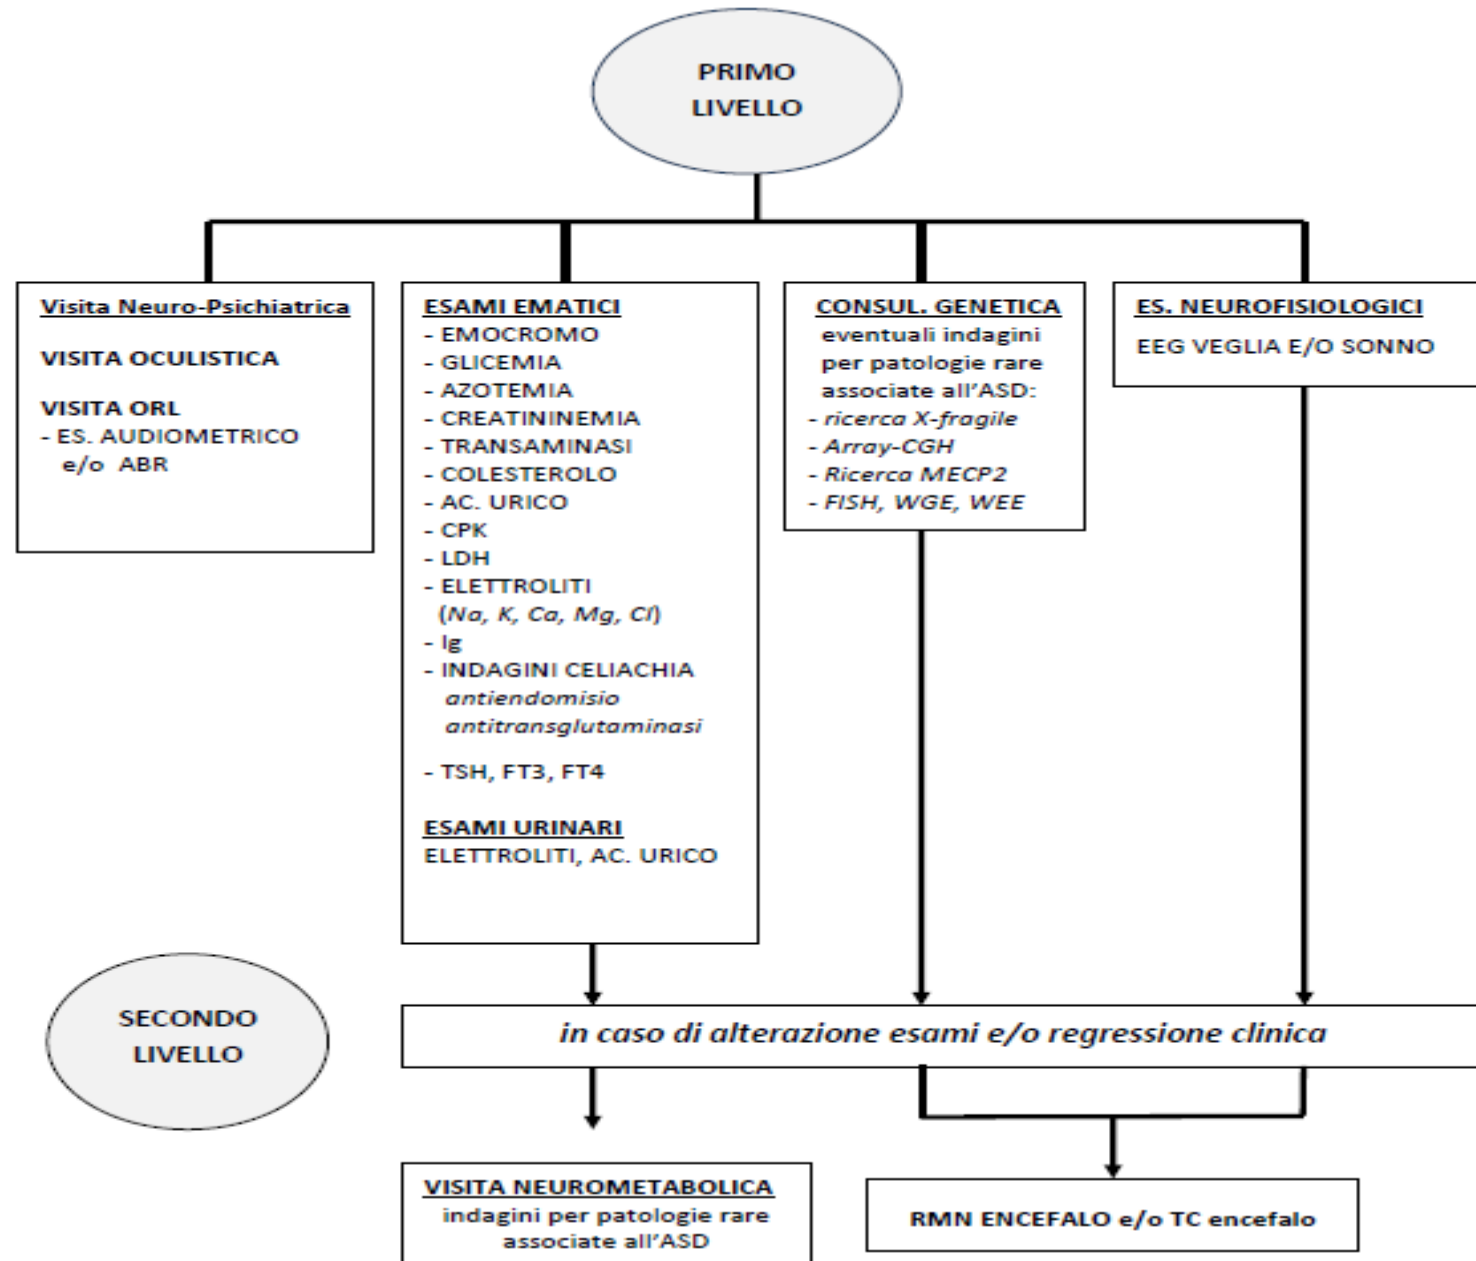 PRIMO
LIVELLO
Visita Neuro-Psichiatrica
VISITA OCULISTICA
VISITA ORL
- ES. AUDIOMETRICO
e/o ABR
ESAMI EMATICI
- EMOCROMO
- GLICEMIA
- AZOTEMIA
- CREATININEMIA
- TRANSAMINASI
- COLESTEROLO
- AC. URICO
- CPK
- LDH
- ELETTROLITI
(Na, K, Ca, Mg, Cl)
- Ig
- INDAGINI CELIACHIA
antiendomisio
antitransglutaminasi
- TSH, FT3, FT4
ESAMI URINARI
ELETTROLITI, AC. URICO
CONSUL. GENETICA
eventuali indagini
per patologie rare
associate all'ASD:
- ricerca X-fragile
- Array-CGH
- Ricerca MECP2
- FISH, WGE, WEE
ES. NEUROFISIOLOGICI
EEG VEGLIA E/O SONNO
SECONDO
LIVELLO
in caso di alterazione esami e/o regressione clinica
VISITA NEUROMETABOLICA
indagini per patologie rare
associate all'ASD
RMN ENCEFALO e/o TC encefalo